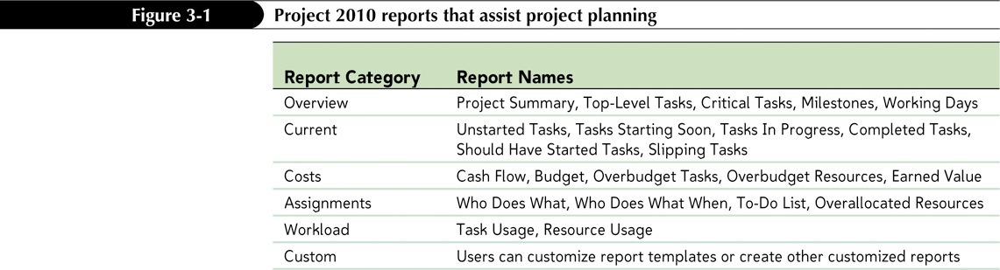 Figure 3-1 Project 2010 reports that assist project planning
Report Category Report Names
Overview Project Summary, Top-Level Tasks, Critical Tasks, Milestones, Working Days
Current Unstarted Tasks, Tasks Starting Soon, Tasks In Progress, Completed Tasks,
Should Have Started Tasks, Slipping Tasks
Costs Cash Flow, Budget, Overbudget Tasks, Overbudget Resources, Earned Value
Assignments Who Does What, Who Does What When, To-Do List, Overallocated Resources
Workload Task Usage, Resource Usage
Custom Users can customize report templates or create other customized reports